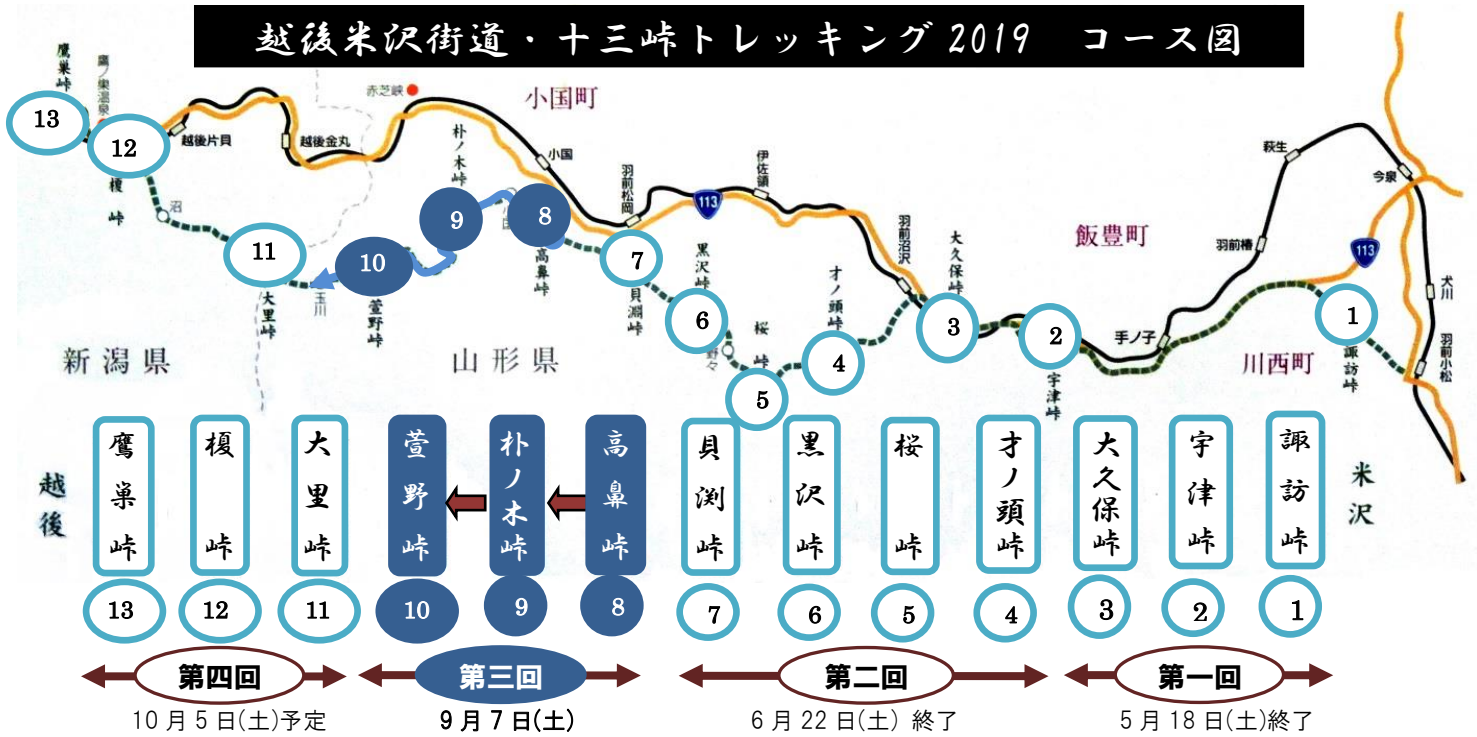 越後米沢街道・十三峠トレッキング 2019　コース図
鷹巣峠
鷹ノ巣温泉
13
12
榎峠
沼
越後片貝
越後金丸
赤芝峡
小国町
小国
朴ノ木峠
11
大里峠
玉川
10
萱野峠
9
8
高鼻峠
羽前松岡
7
貝淵峠
113
伊佐領
黒沢峠
6
桜峠
5
才ノ頭峠
4
羽前沼沢
大久保峠
3
飯豊町
2
宇津峠
手ノ子
羽前椿
萩生
今泉
113
犬川
1
諏訪峠
川西町
羽前小松
新潟県
山形県
越後
米沢
鷹巣峠
榎峠
大里峠
萱野峠
朴ノ木峠
高鼻峠
貝渕峠
黒沢峠
桜峠
才ノ頭峠
大久保峠
宇津峠
諏訪峠
13
12
11
10
9
8
7
6
5
4
3
2
1
第四回
第三回
第二回
第一回
10月5日(土)予定
9月7日(土)
6月22日(土) 終了
5月18日(土)終了